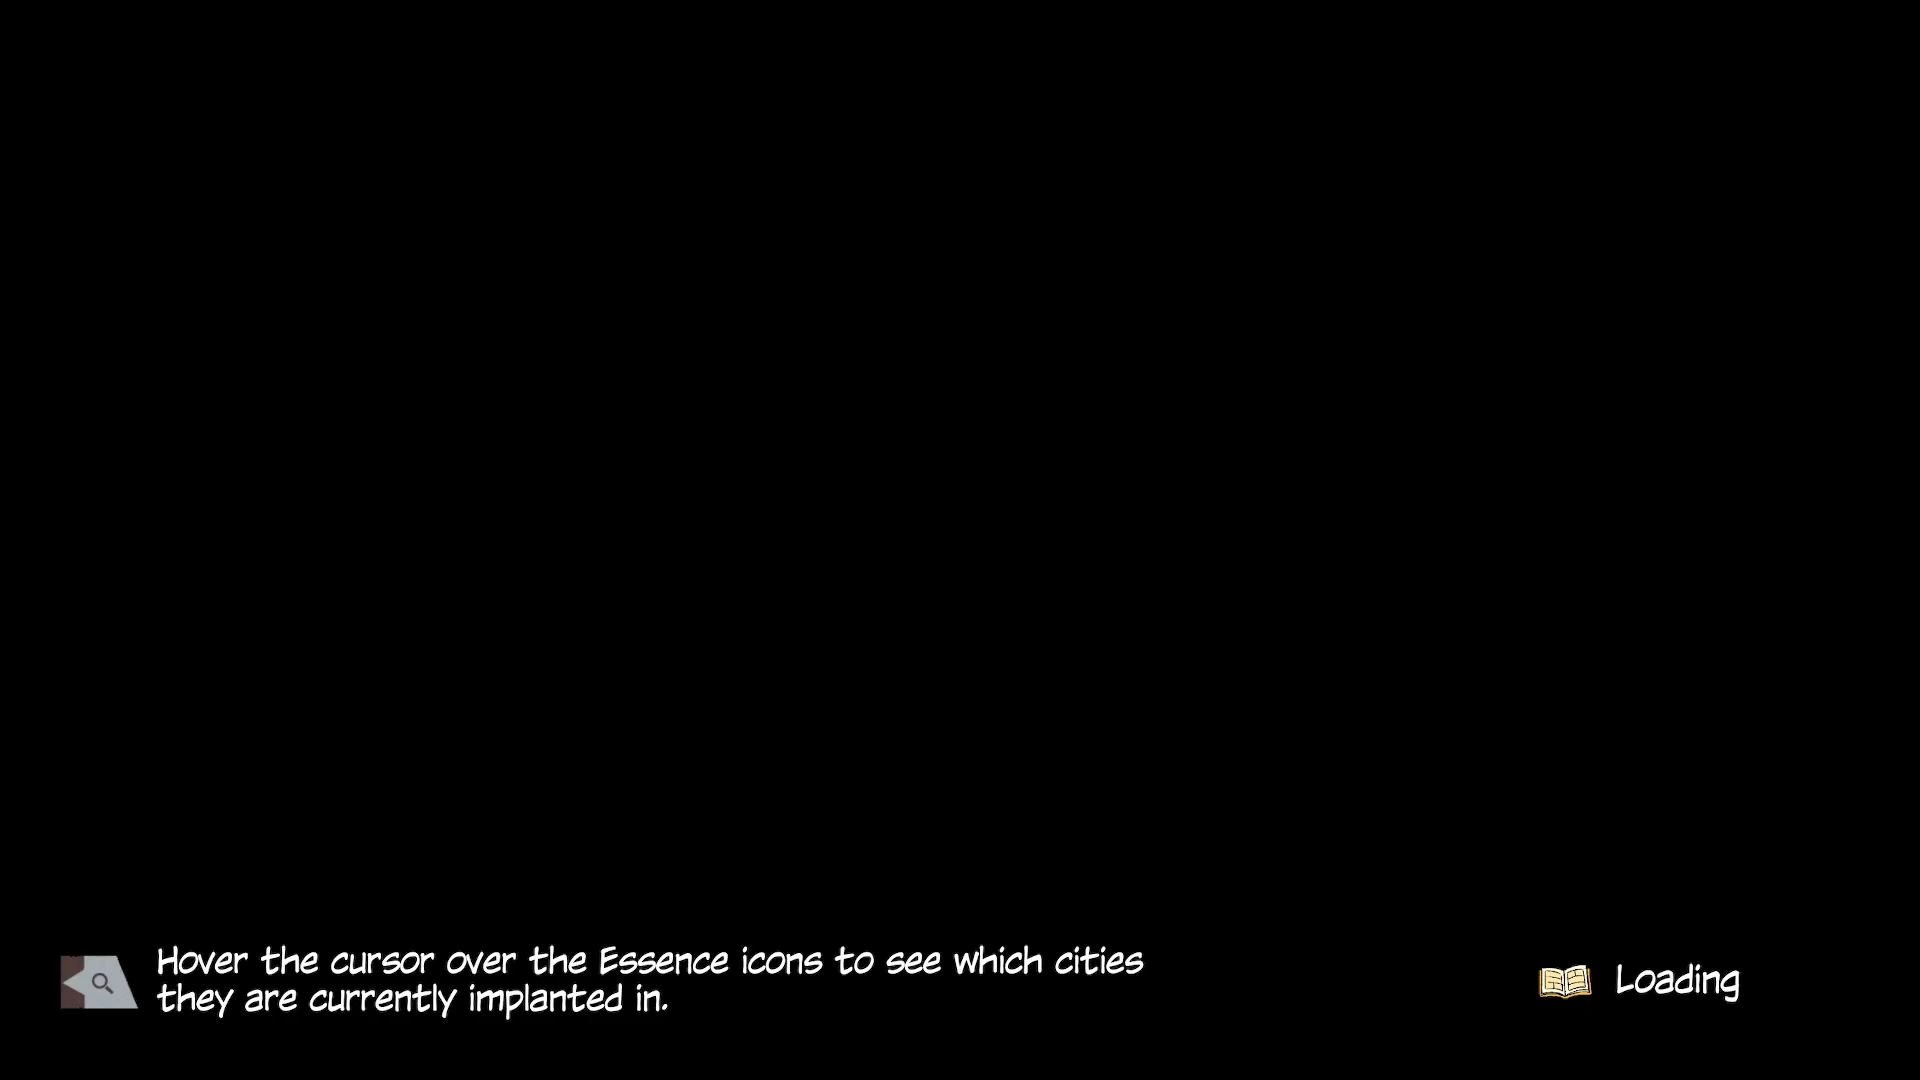 Hover the cursor over the Essence icons to see which cities
they are currently implanted in.
Loading